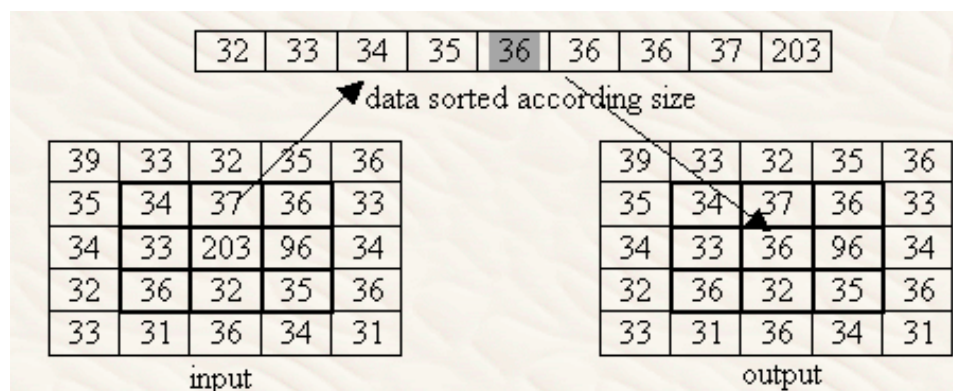 32 33 34 35 36 36 36 37 203
data sorted according size
39 33 32 35 36
35 34 37 36 33
34 33 203 96 34
32 36 32 35 36
33 31 36 34 31
input
39 33 32 35 36
35 34 37 36 33
34 33 36 96 34
32 36 32 35 36
33 31 36 34 31
output